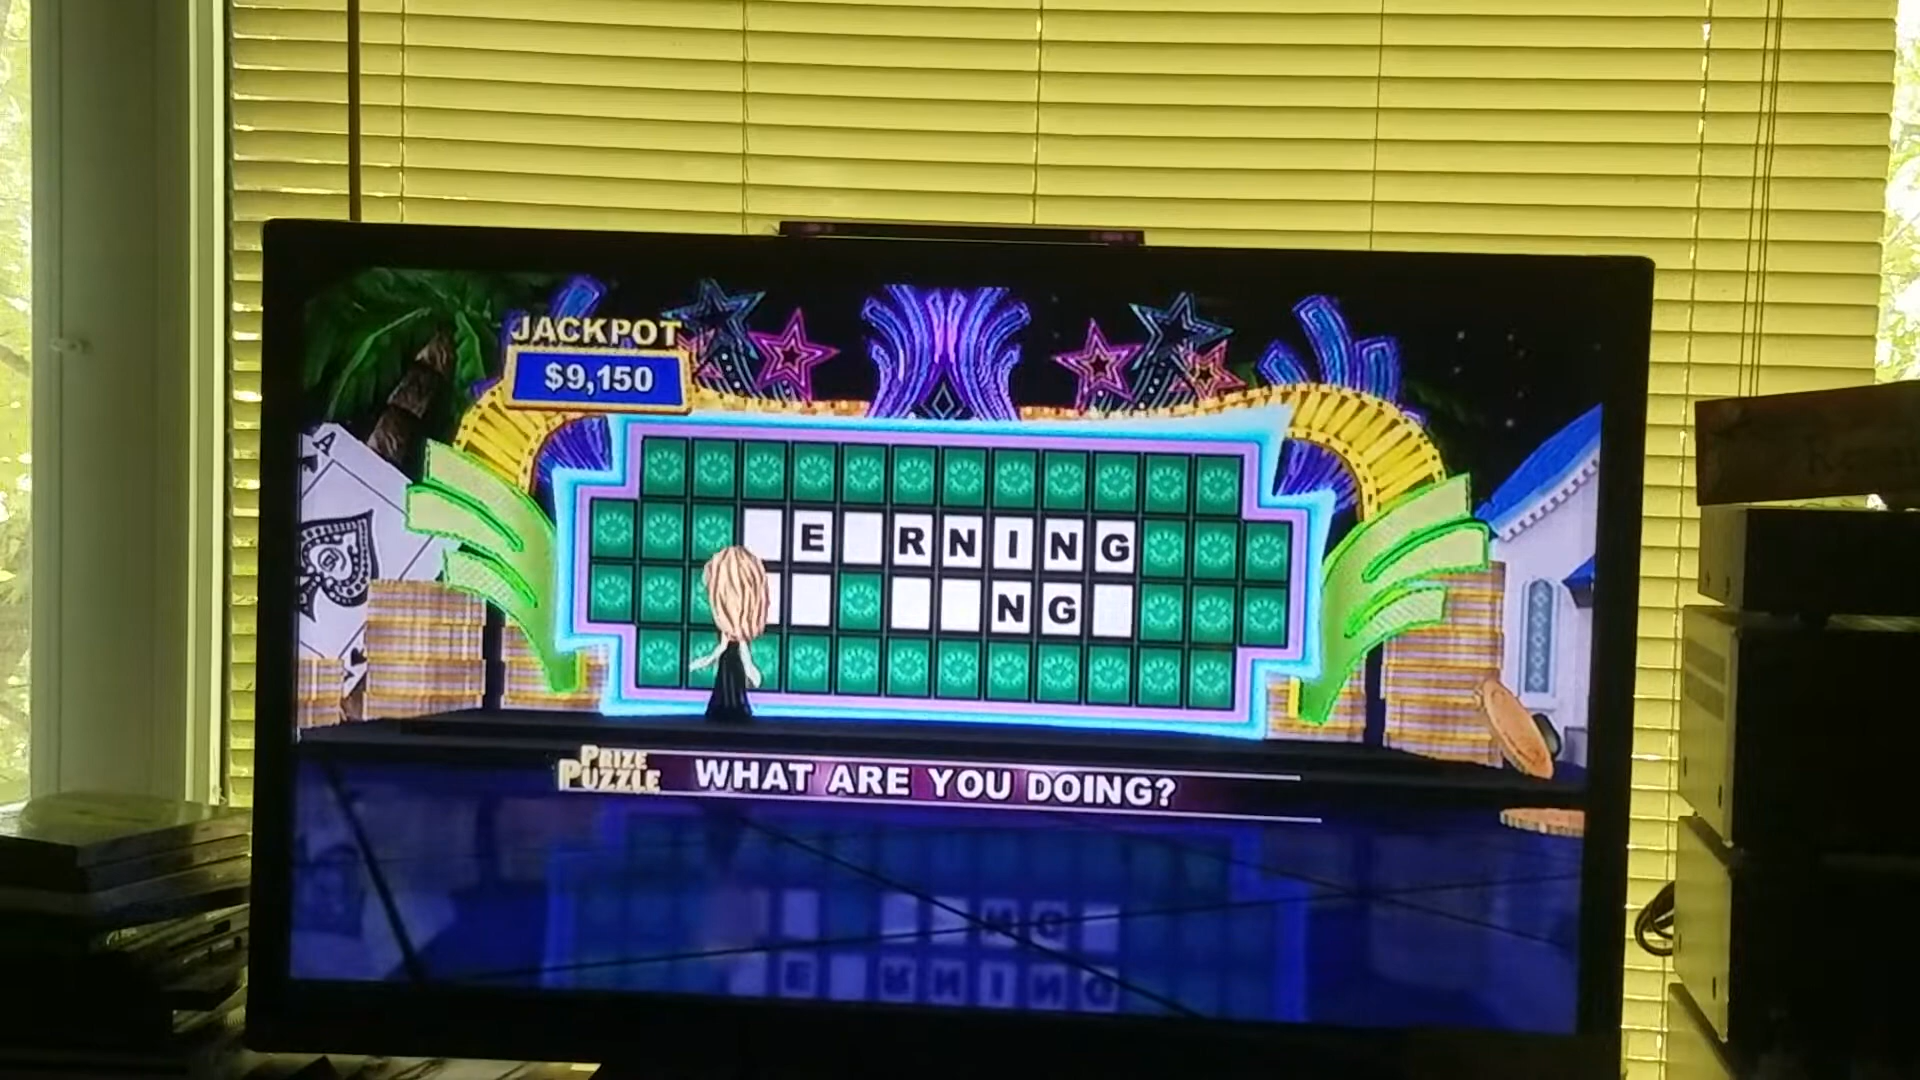 JACKPOT
$9,150
A
E RNING
NG
PRIZE PUZZLE
WHAT ARE YOU DOING?